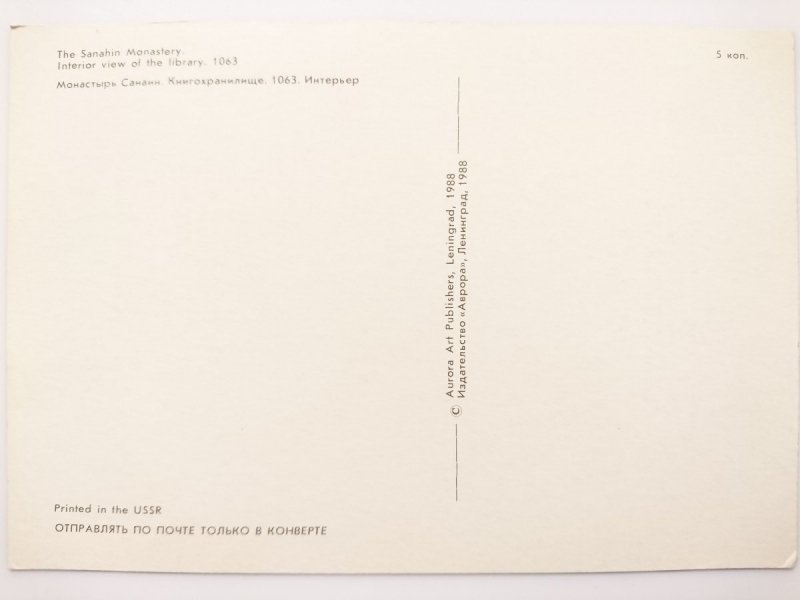 The Sanahin Monastery.
Interior view of the library. 1063
Монастырь Санаин. Книгохранилище. 1063. Интерьер
5 коп.
© Aurora Art Publishers, Leningrad, 1988
Издательство «Аврора», Ленинград, 1988
Printed in the USSR
ОТПРАВЛЯТЬ ПО ПОЧТЕ ТОЛЬКО В КОНВЕРТЕ